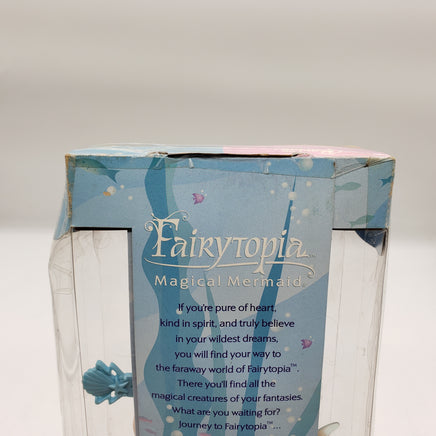 Fairytopia™
Magical Mermaid
If you're pure of heart,
kind in spirit, and truly believe
in your wildest dreams,
you will find your way to
the faraway world of Fairytopia™.
There you'll find all the
magical creatures of your fantasies.
What are you waiting for?
Journey to Fairytopia™...